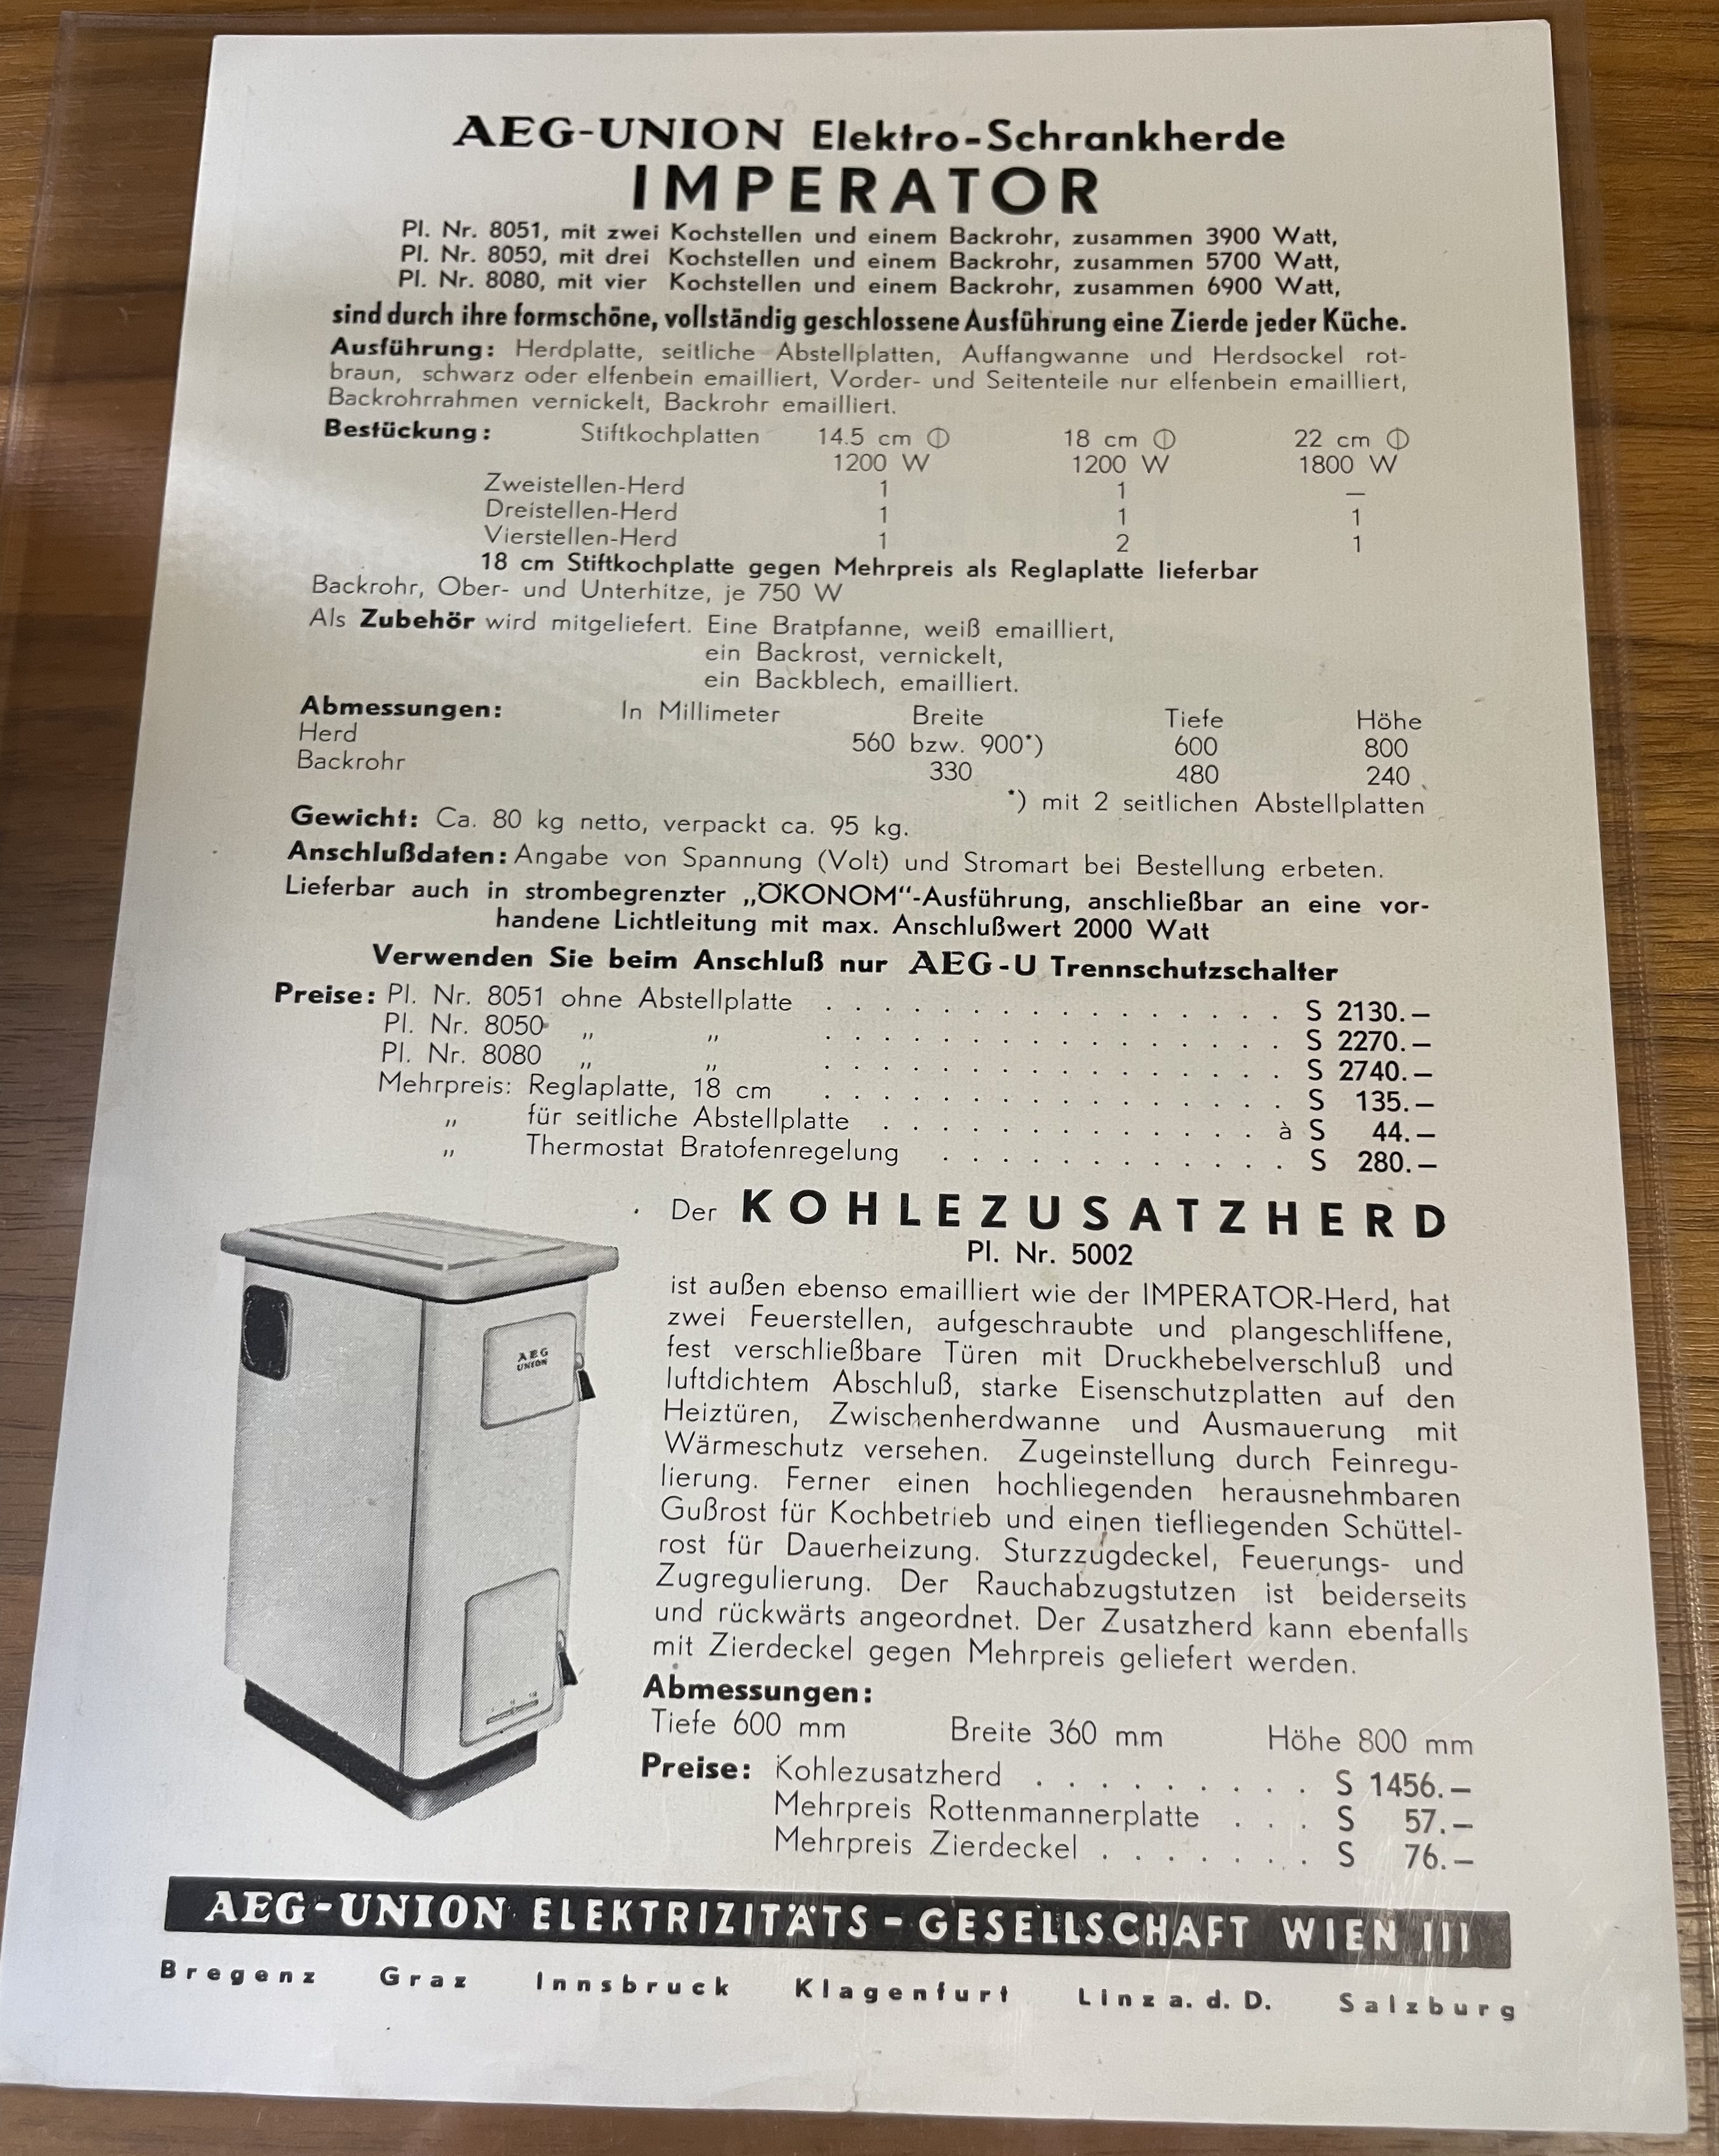 AEG-UNION Elektro-Schrankherde
IMPERATOR
Pl. Nr. 8051, mit zwei Kochstellen und einem Backrohr, zusammen 3900 Watt,
Pl. Nr. 8050, mit drei Kochstellen und einem Backrohr, zusammen 5700 Watt,
Pl. Nr. 8080, mit vier Kochstellen und einem Backrohr, zusammen 6900 Watt,
sind durch ihre formschöne, vollständig geschlossene Ausführung eine Zierde jeder Küche.
Ausführung: Herdplatte, seitliche Abstellplatten, Auffangwanne und Herdsockel rot-
braun, schwarz oder elfenbein emailliert, Vorder- und Seitenteile nur elfenbein emailliert,
Backrohrrahmen vernickelt, Backrohr emailliert.
Bestückung: Stiftkochplatten 14.5 cm ⌀ 18 cm ⌀ 22 cm ⌀
1200 W 1200 W 1800 W
Zweistellen-Herd 1 1 —
Dreistellen-Herd 1 1 1
Vierstellen-Herd 1 2 1
18 cm Stiftkochplatte gegen Mehrpreis als Reglaplatte lieferbar
Backrohr, Ober- und Unterhitze, je 750 W
Als Zubehör wird mitgeliefert. Eine Bratpfanne, weiß emailliert,
ein Backrost, vernickelt,
ein Backblech, emailliert.
Abmessungen: In Millimeter Breite Tiefe Höhe
Herd 560 bzw. 900*) 600 800
Backrohr 330 480 240
*) mit 2 seitlichen Abstellplatten
Gewicht: Ca. 80 kg netto, verpackt ca. 95 kg.
Anschlußdaten: Angabe von Spannung (Volt) und Stromart bei Bestellung erbeten.
Lieferbar auch in strombegrenzter „ÖKONOM“-Ausführung, anschließbar an eine vor-
handene Lichtleitung mit max. Anschlußwert 2000 Watt
Verwenden Sie beim Anschluß nur AEG-U Trennschutzschalter
Preise: Pl. Nr. 8051 ohne Abstellplatte . . . . . . . . . . . . . . . . S 2130.—
Pl. Nr. 8050 „ „ . . . . . . . . . . . . . . . . S 2270.—
Pl. Nr. 8080 „ „ . . . . . . . . . . . . . . . . S 2740.—
Mehrpreis: Reglaplatte, 18 cm . . . . . . . . . . . . . . . . S 135.—
„ für seitliche Abstellplatte . . . . . . . . . . . . . . à S 44.—
„ Thermostat Bratofenregelung . . . . . . . . . . . . S 280.—
Der KOHLEZUSATZHERD
Pl. Nr. 5002
ist außen ebenso emailliert wie der IMPERATOR-Herd, hat
zwei Feuerstellen, aufgeschraubte und plangeschliffene,
fest verschließbare Türen mit Druckhebelverschluß und
luftdichtem Abschluß, starke Eisenschutzplatten auf den
Heiztüren, Zwischenherdwanne und Ausmauerung mit
Wärmeschutz versehen. Zugeinstellung durch Feinregu-
lierung. Ferner einen hochliegenden herausnehmbaren
Gußrost für Kochbetrieb und einen tiefliegenden Schüttel-
rost für Dauerheizung. Sturzzugdeckel, Feuerungs- und
Zugregulierung. Der Rauchabzugstutzen ist beiderseits
und rückwärts angeordnet. Der Zusatzherd kann ebenfalls
mit Zierdeckel gegen Mehrpreis geliefert werden.
AEG
UNION
Abmessungen:
Tiefe 600 mm Breite 360 mm Höhe 800 mm
Preise: Kohlezusatzherd . . . . . . . . . S 1456.—
Mehrpreis Rottenmannerplatte . . . S 57.—
Mehrpreis Zierdeckel . . . . . . . S 76.—
AEG-UNION ELEKTRIZITÄTS-GESELLSCHAFT WIEN III
Bregenz Graz Innsbruck Klagenfurt Linz a. d. D. Salzburg